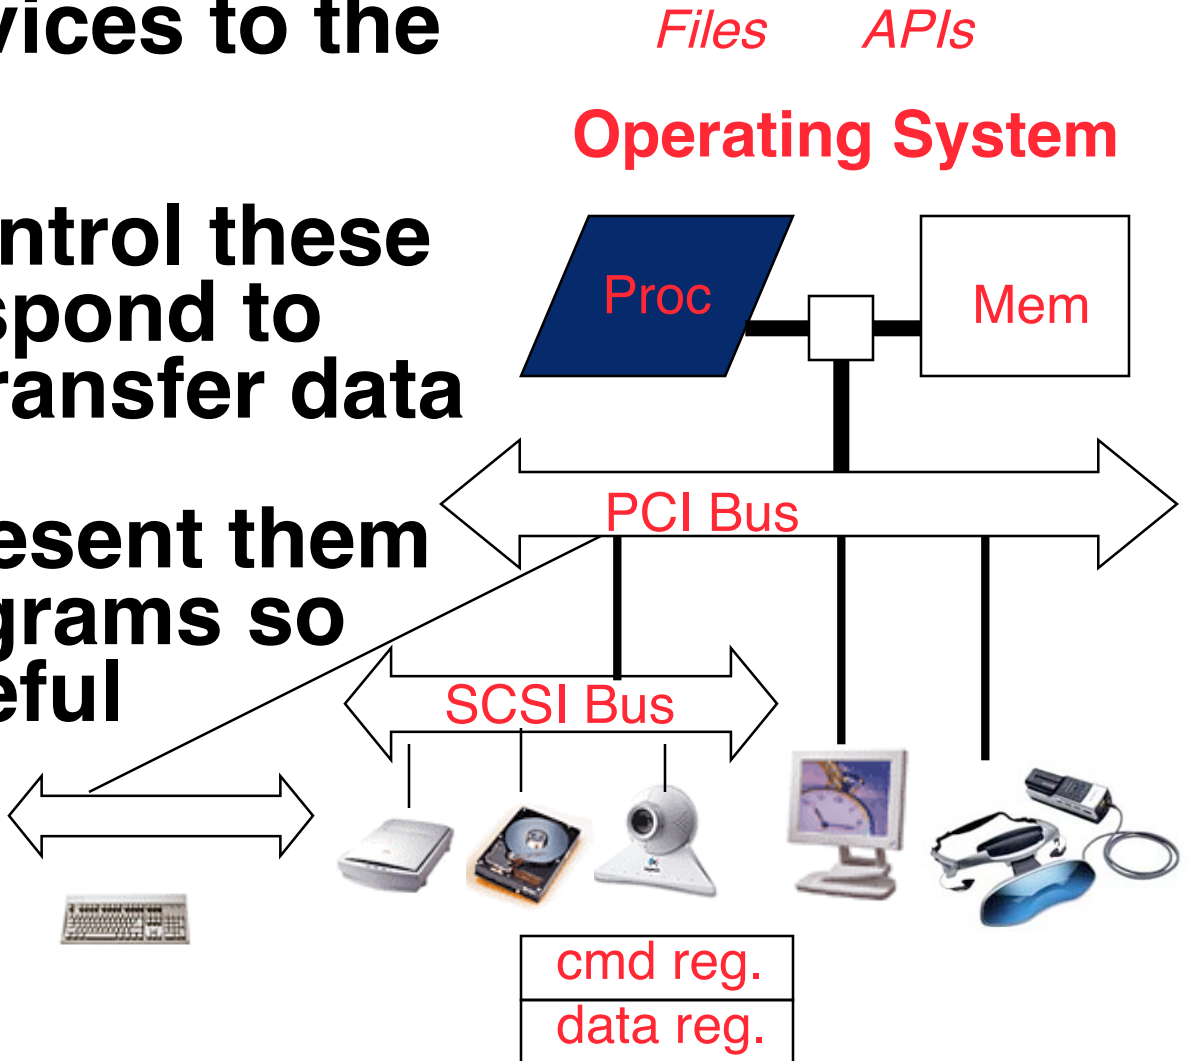 vices to the
ntrol these
spond to
ransfer data
esent them
grams so
eful
Files APIs
Operating System
Proc
Mem
PCI Bus
SCSI Bus
cmd reg.
data reg.